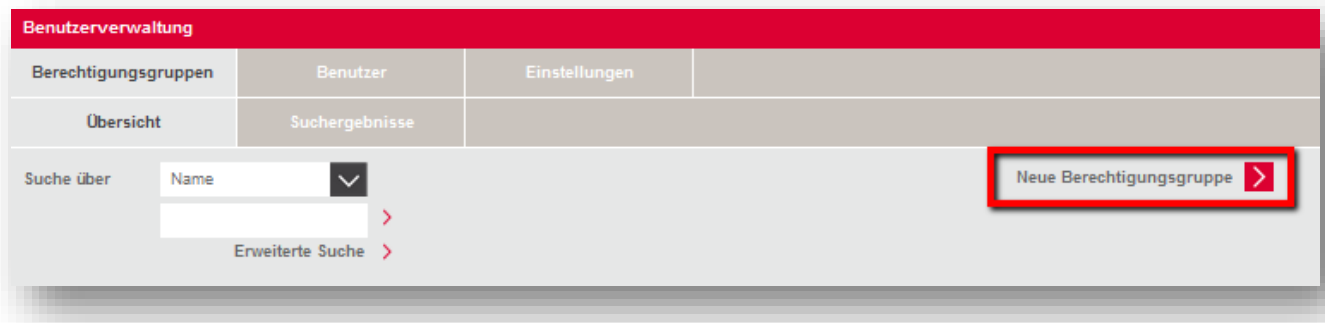 Benutzerverwaltung
Berechtigungsgruppen Benutzer Einstellungen
Übersicht Suchergebnisse
Suche über Name Neue Berechtigungsgruppe
Erweiterte Suche